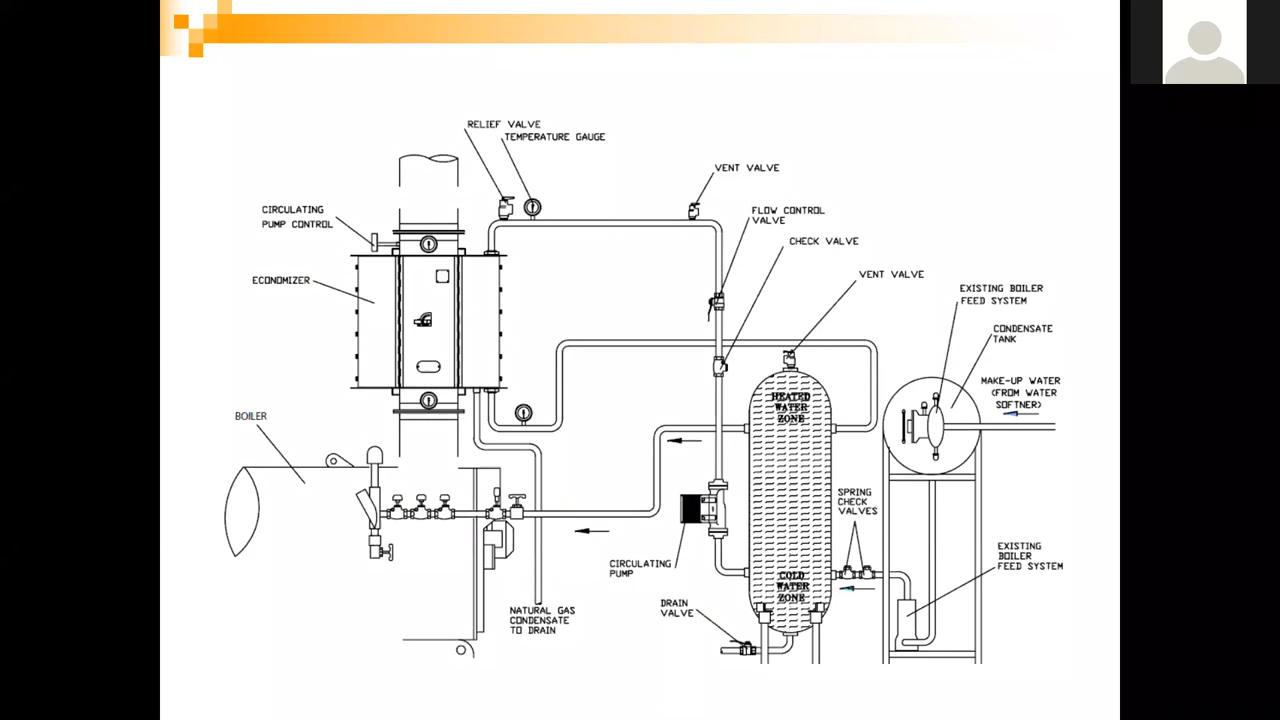 RELIEF VALVE
TEMPERATURE GAUGE
VENT VALVE
CIRCULATING
PUMP CONTROL
FLOW CONTROL
VALVE
CHECK VALVE
VENT VALVE
ECONOMIZER
EXISTING BOILER
FEED SYSTEM
CONDENSATE
TANK
MAKE-UP WATER
(FROM WATER
SOFTNER)
HEATED
WATER
ZONE
BOILER
SPRING
CHECK
VALVES
EXISTING
BOILER
FEED SYSTEM
CIRCULATING
PUMP
COLD
WATER
ZONE
DRAIN
VALVE
NATURAL GAS
CONDENSATE
TO DRAIN